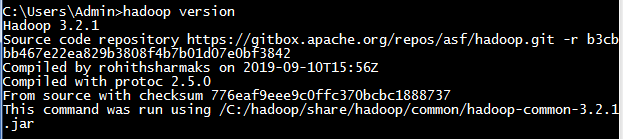 C:\Users\Admin>hadoop version
Hadoop 3.2.1
Source code repository https://gitbox.apache.org/repos/asf/hadoop.git -r b3cb
bb467e22ea829b3808f4b7b01d07e0bf3842
Compiled by rohithsharmaks on 2019-09-10T15:56Z
Compiled with protoc 2.5.0
From source with checksum 776eaf9eee9c0ffc370bcbc1888737
This command was run using /C:/hadoop/share/hadoop/common/hadoop-common-3.2.1
.jar